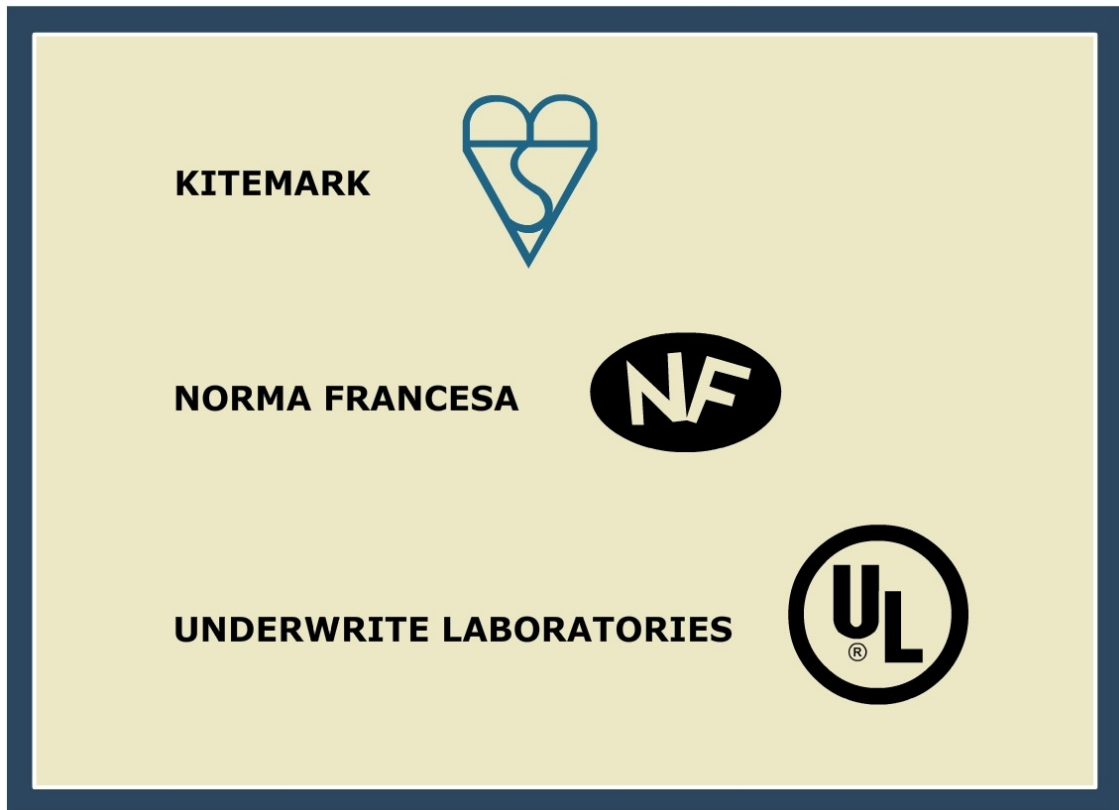 KITEMARK
NORMA FRANCESA
NF
UNDERWRITE LABORATORIES
UL
®